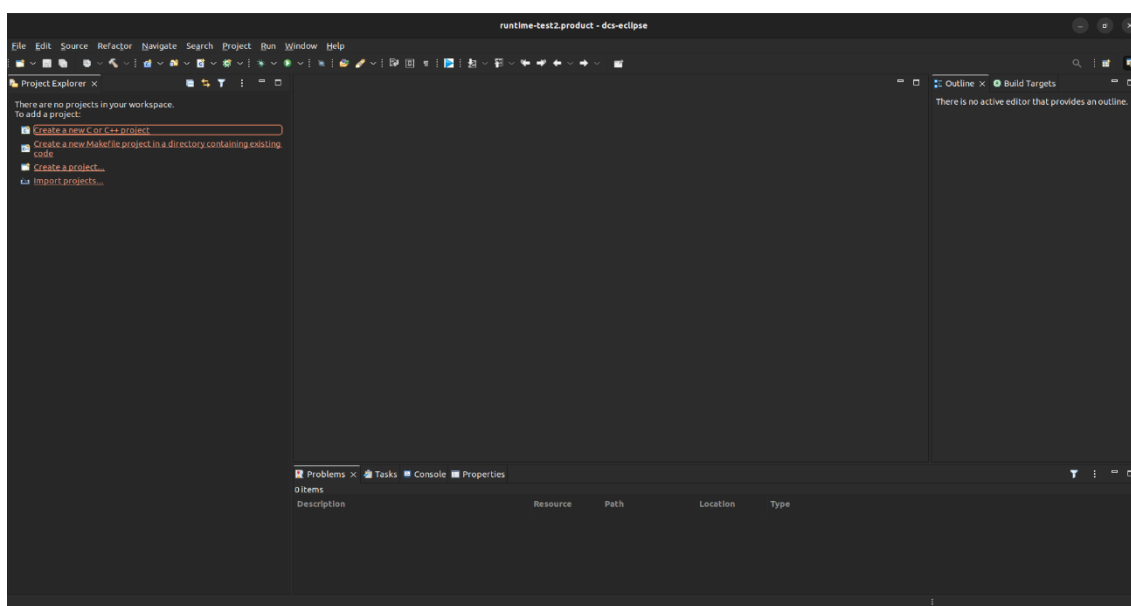 runtime-test2.product - dcs-eclipse
File Edit Source Refactor Navigate Search Project Run Window Help
Project Explorer
There are no projects in your workspace.
To add a project:
Create a new C or C++ project
Create a new Makefile project in a directory containing existing
code
Create a project...
Import projects...
Outline Build Targets
There is no active editor that provides an outline.
Problems Tasks Console Properties
0 items
Description Resource Path Location Type